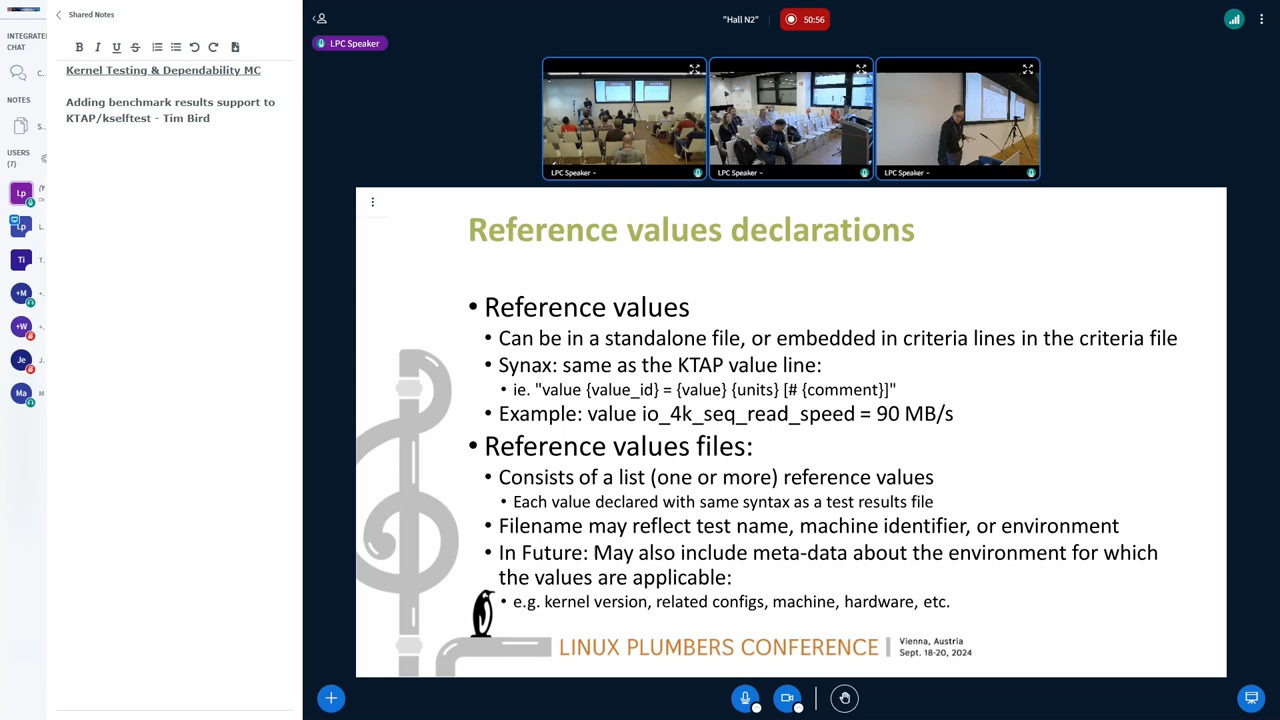 Shared Notes
INTEGRATE
CHAT
C...
NOTES
S...
USERS
(7)
B I U S
Kernel Testing & Dependability MC
Adding benchmark results support to
KTAP/kselftest - Tim Bird
Lp
Lp
L...
Ti
T...
+M
+...
+W
+...
Je
J...
Ma
M
"Hall N2"
50:56
LPC Speaker
LPC Speaker
LPC Speaker
LPC Speaker
Reference values declarations
• Reference values
• Can be in a standalone file, or embedded in criteria lines in the criteria file
• Synax: same as the KTAP value line:
• ie. "value {value_id} = {value} {units} [# {comment}]"
• Example: value io_4k_seq_read_speed = 90 MB/s
• Reference values files:
• Consists of a list (one or more) reference values
• Each value declared with same syntax as a test results file
• Filename may reflect test name, machine identifier, or environment
• In Future: May also include meta-data about the environment for which
the values are applicable:
• e.g. kernel version, related configs, machine, hardware, etc.
LINUX PLUMBERS CONFERENCE
Vienna, Austria
Sept. 18-20, 2024